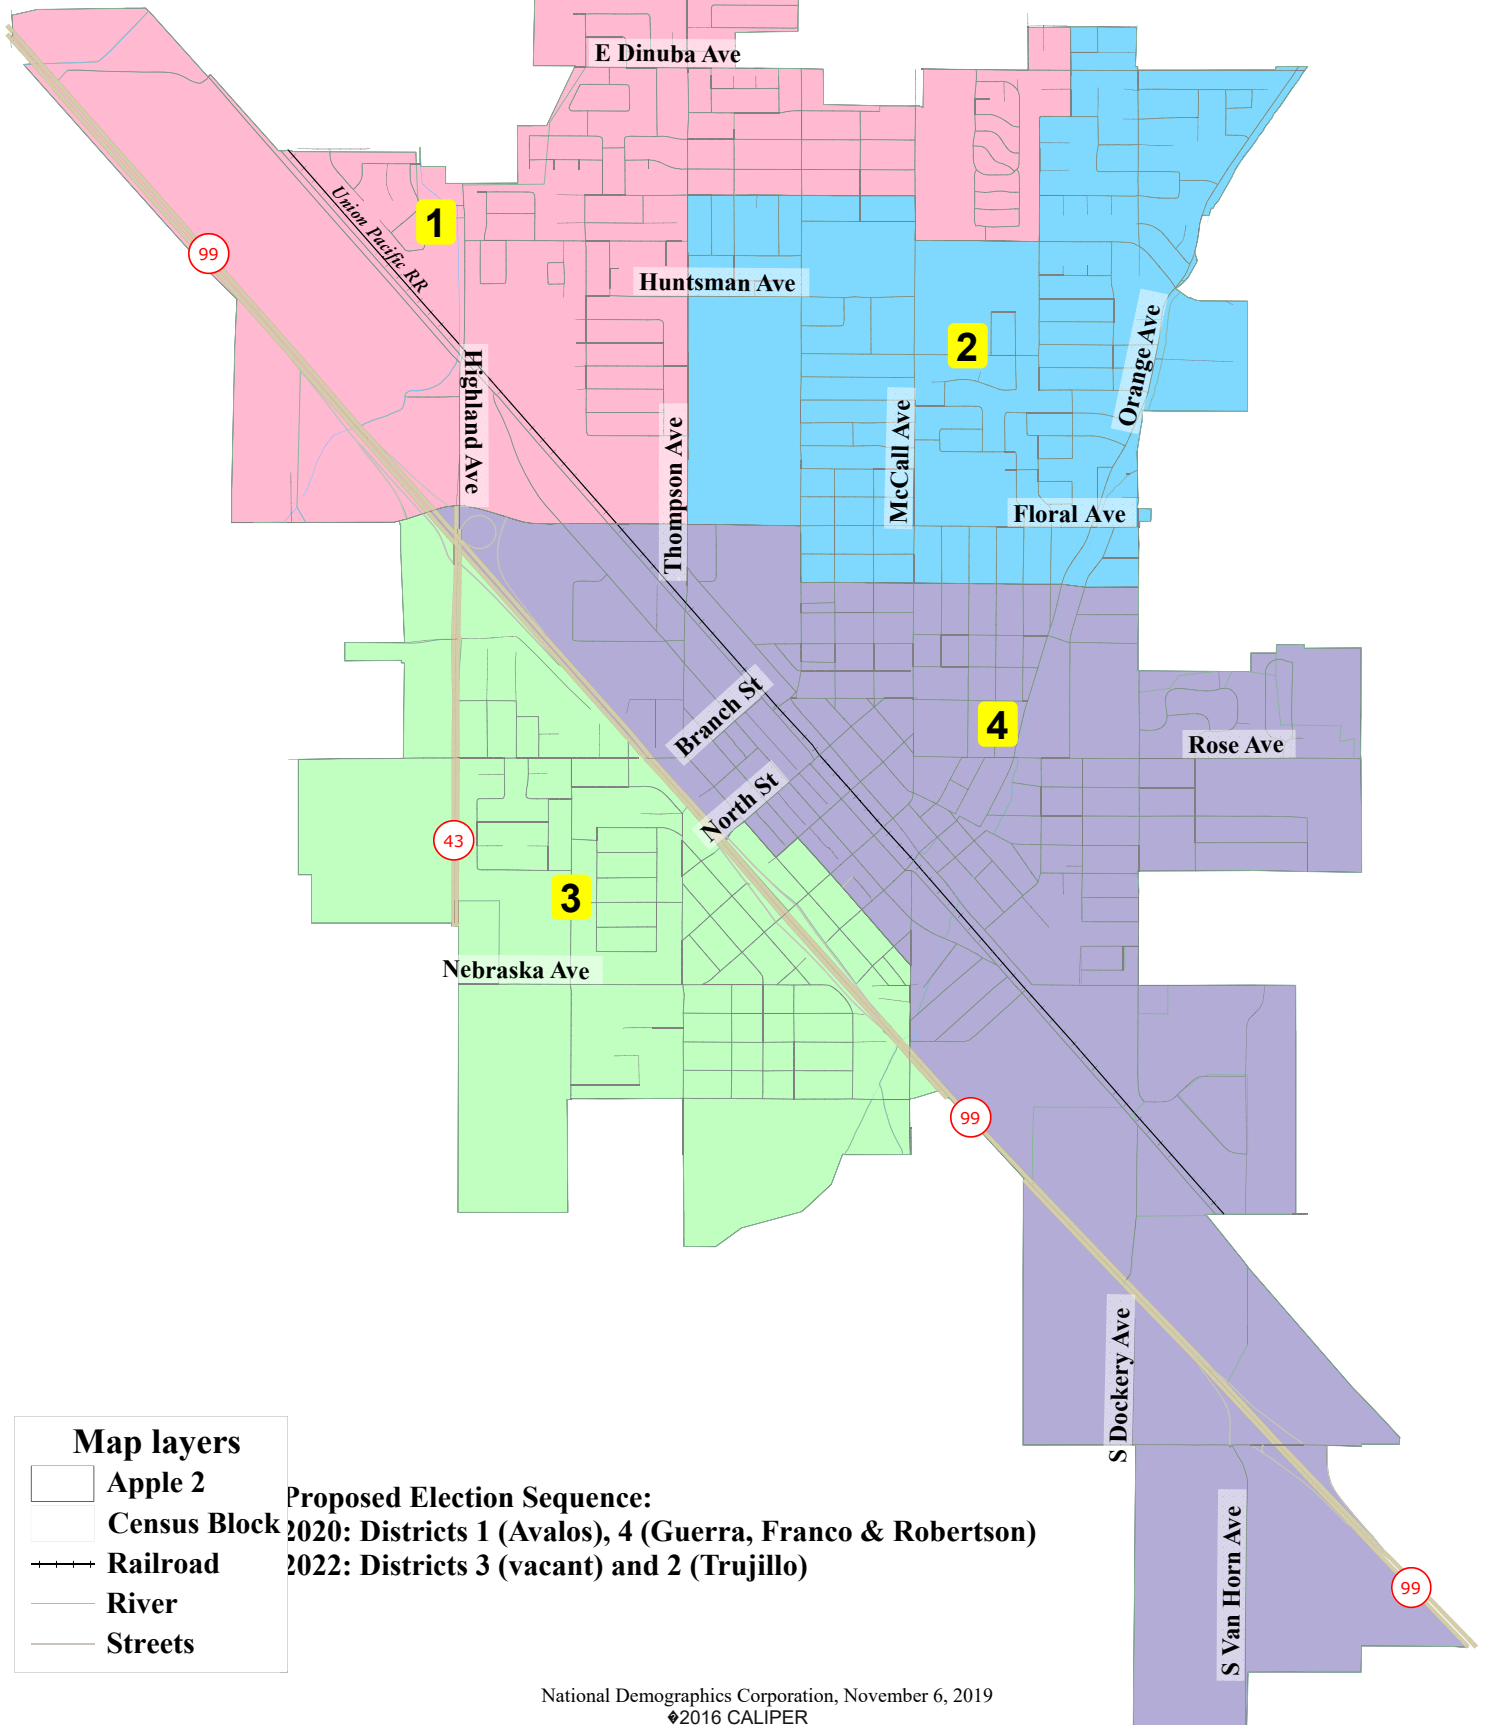 E Dinuba Ave
Union Pacific RR
1
99
Huntsman Ave
2
Orange Ave
Highland Ave
McCall Ave
Thompson Ave
Floral Ave
Branch St
4
Rose Ave
North St
43
3
Nebraska Ave
99
S Dockery Ave
S Van Horn Ave
99
Map layers
Apple 2
Census Block
Railroad
River
Streets
Proposed Election Sequence:
2020: Districts 1 (Avalos), 4 (Guerra, Franco & Robertson)
2022: Districts 3 (vacant) and 2 (Trujillo)
National Demographics Corporation, November 6, 2019
�2016 CALIPER